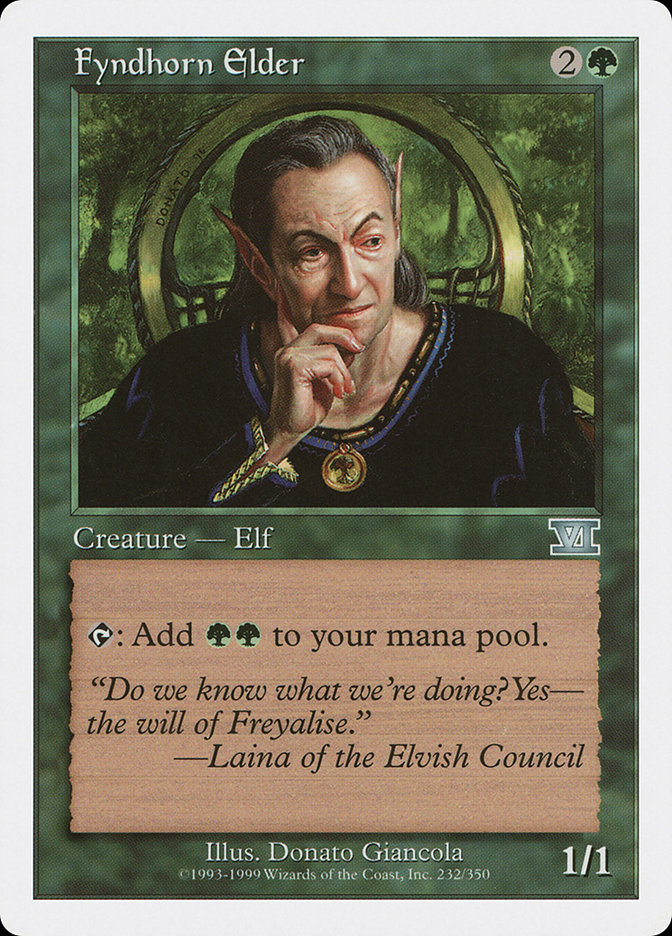 Fyndhorn Elder
2
DONATO 98
Creature — Elf
VI
: Add to your mana pool.
“Do we know what we’re doing? Yes—
the will of Freyalise.”
—Laina of the Elvish Council
Illus. Donato Giancola
©1993-1999 Wizards of the Coast, Inc. 232/350
1/1